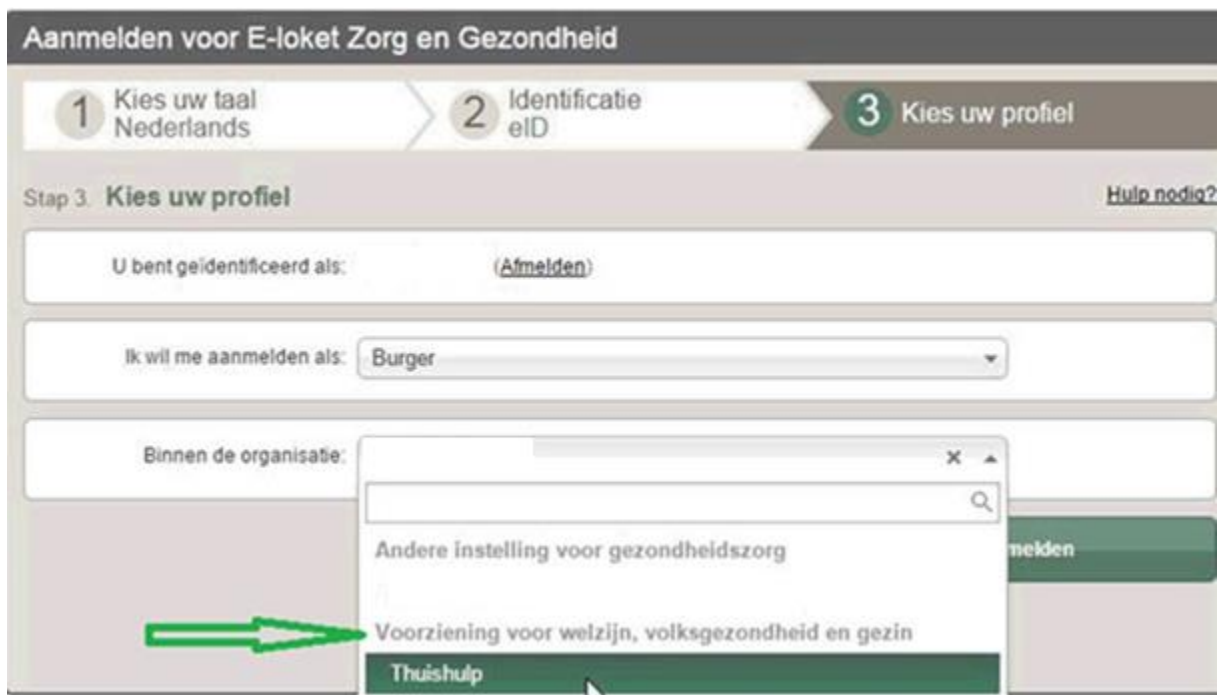 Aanmelden voor E-loket Zorg en Gezondheid
1 Kies uw taal
Nederlands
2 Identificatie
eID
3 Kies uw profiel
Stap 3. Kies uw profiel
Hulp nodig?
U bent geïdentificeerd als: (Afmelden)
Ik wil me aanmelden als: Burger
Binnen de organisatie:
Andere instelling voor gezondheidszorg
melden
Voorziening voor welzijn, volksgezondheid en gezin
Thuishulp